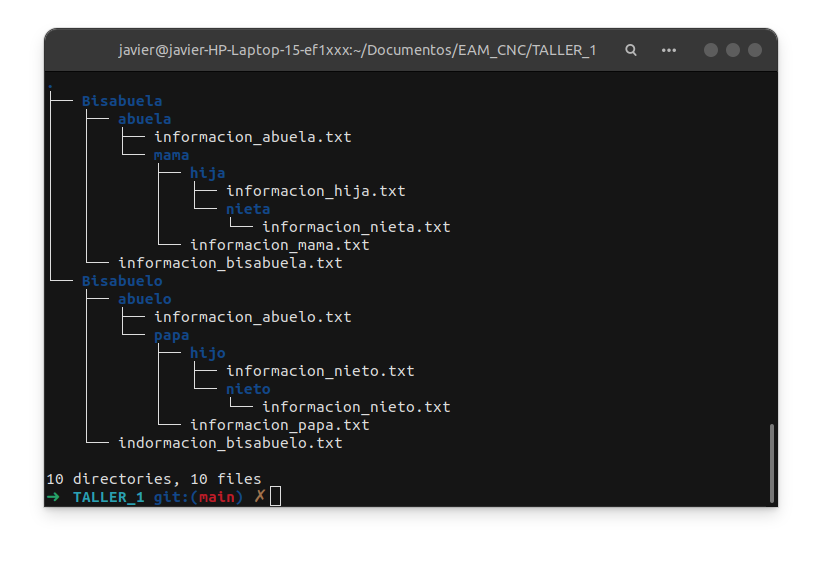 javier@javier-HP-Laptop-15-ef1xxx:~/Documentos/EAM_CNC/TALLER_1
.
├── Bisabuela
│   ├── abuela
│   │   ├── informacion_abuela.txt
│   │   └── mama
│   │       ├── hija
│   │       │   ├── informacion_hija.txt
│   │       │   └── nieta
│   │       │       └── informacion_nieta.txt
│   │       └── informacion_mama.txt
│   └── informacion_bisabuela.txt
└── Bisabuelo
    ├── abuelo
    │   ├── informacion_abuelo.txt
    │   └── papa
    │       ├── hijo
    │       │   ├── informacion_nieto.txt
    │       │   └── nieto
    │       │       └── informacion_nieto.txt
    │       └── informacion_papa.txt
    └── indormacion_bisabuelo.txt
10 directories, 10 files
➜ TALLER_1 git:(main) ✗